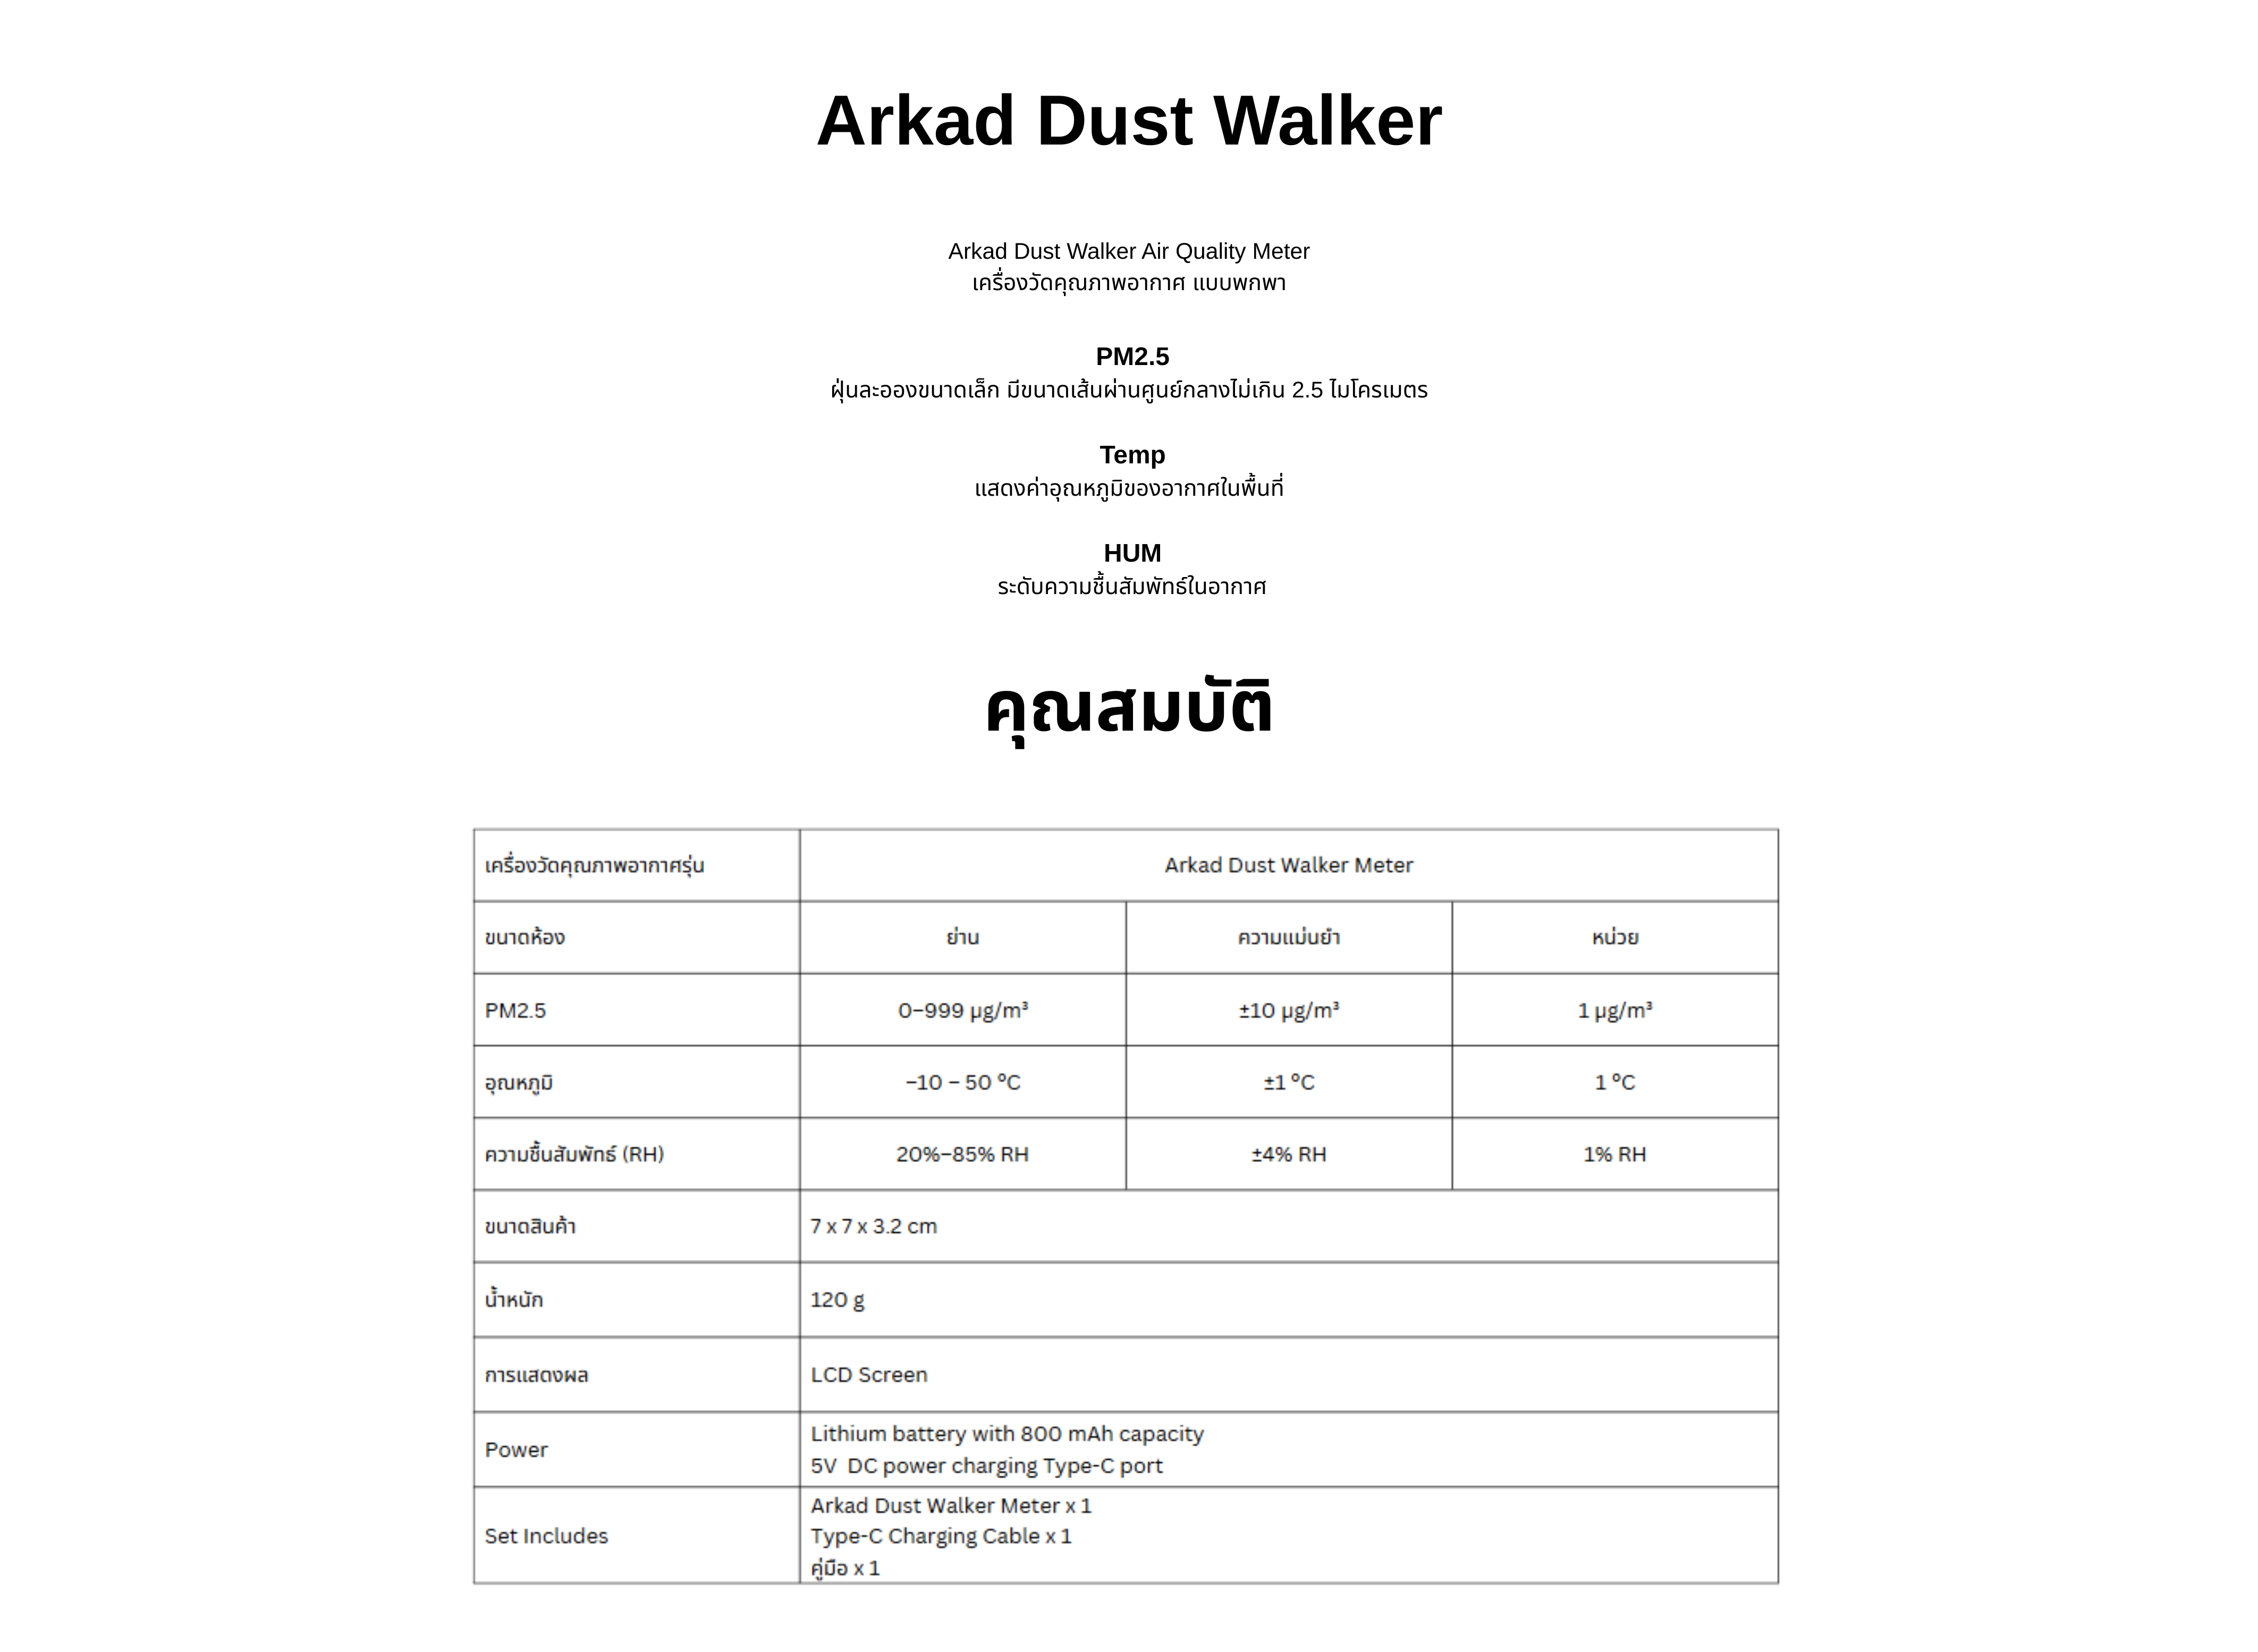 Arkad Dust Walker
Arkad Dust Walker Air Quality Meter
เครื่องวัดคุณภาพอากาศ แบบพกพา
PM2.5
ฝุ่นละอองขนาดเล็ก มีขนาดเส้นผ่านศูนย์กลางไม่เกิน 2.5 ไมโครเมตร
Temp
แสดงค่าอุณหภูมิของอากาศในพื้นที่
HUM
ระดับความชื้นสัมพัทธ์ในอากาศ
คุณสมบัติ
เครื่องวัดคุณภาพอากาศรุ่น Arkad Dust Walker Meter
ขนาดห้อง ย่าน ความแม่นยำ หน่วย
PM2.5 0–999 µg/m³ ±10 µg/m³ 1 µg/m³
อุณหภูมิ –10 – 50 ºC ±1 ºC 1 ºC
ความชื้นสัมพัทธ์ (RH) 20%–85% RH ±4% RH 1% RH
ขนาดสินค้า 7 x 7 x 3.2 cm
น้ำหนัก 120 g
การแสดงผล LCD Screen
Power Lithium battery with 800 mAh capacity
5V  DC power charging Type-C port
Set Includes Arkad Dust Walker Meter x 1
Type-C Charging Cable x 1
คู่มือ x 1